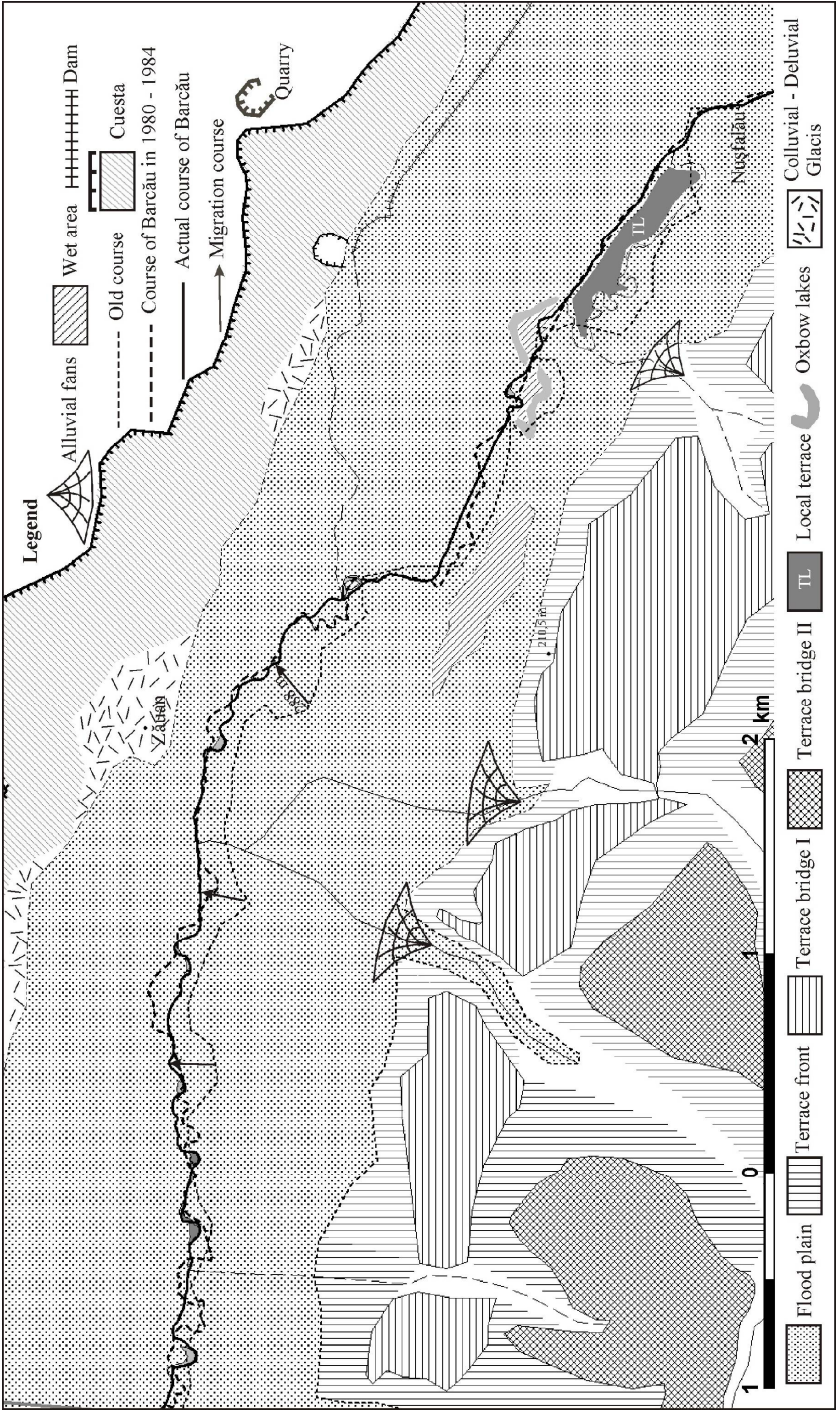 Legend
Alluvial fans
Wet area
Dam
Old course
Cuesta
Course of Barcău in 1980 - 1984
Actual course of Barcău
Migration course
Quarry
Zăuan
288 m
210,5 m
TL
Nușfalău
1
0
1
2 km
Flood plain
Terrace front
Terrace bridge I
Terrace bridge II
TL
Local terrace
Oxbow lakes
Colluvial - Deluvial
Glacis